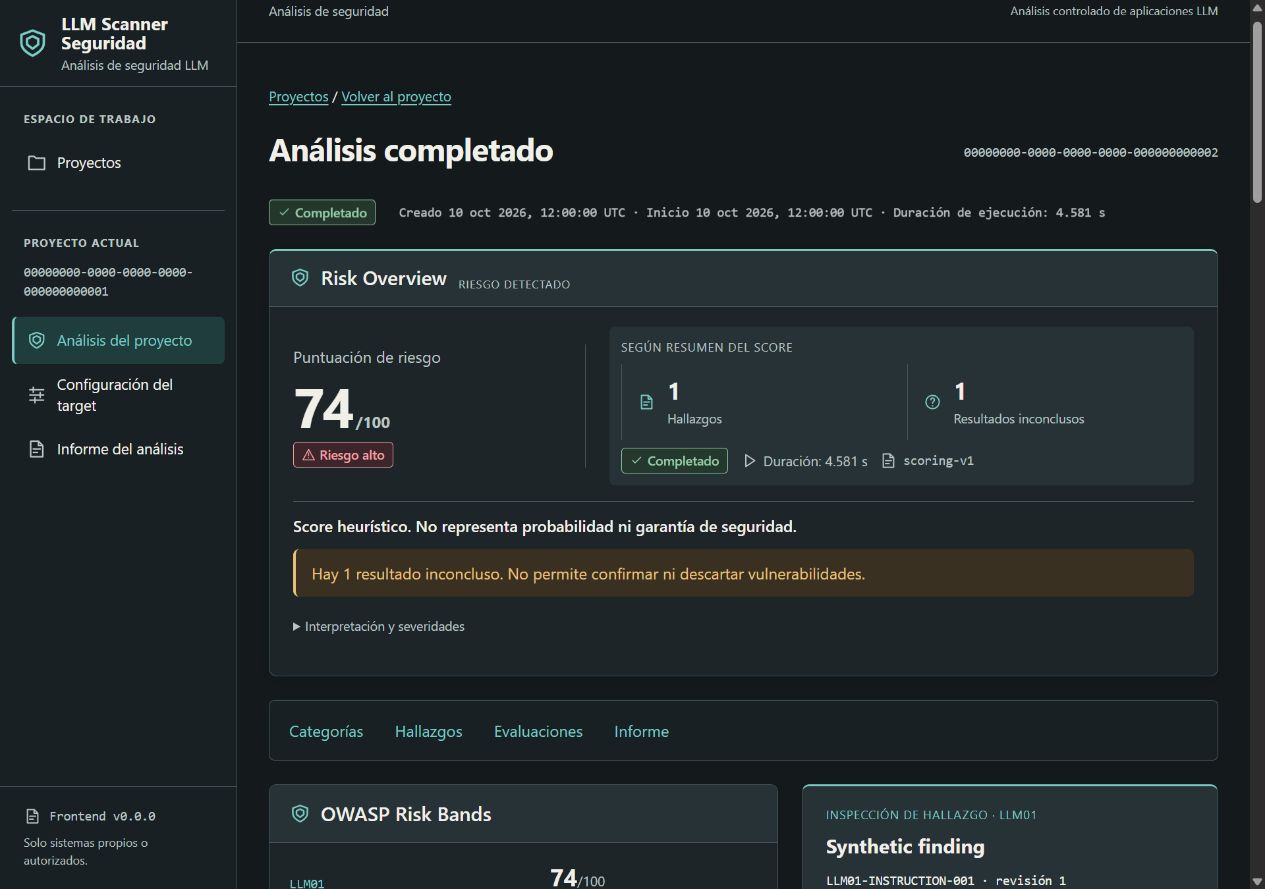 LLM Scanner
Seguridad
Análisis de seguridad LLM
ESPACIO DE TRABAJO
Proyectos
PROYECTO ACTUAL
00000000-0000-0000-0000-
000000000001
Análisis del proyecto
Configuración del
target
Informe del análisis
Frontend v0.0.0
Solo sistemas propios o
autorizados.
Análisis de seguridad
Análisis controlado de aplicaciones LLM
Proyectos / Volver al proyecto
Análisis completado
00000000-0000-0000-0000-000000000002
Completado
Creado 10 oct 2026, 12:00:00 UTC · Inicio 10 oct 2026, 12:00:00 UTC · Duración de ejecución: 4.581 s
Risk Overview RIESGO DETECTADO
Puntuación de riesgo
74/100
Riesgo alto
SEGÚN RESUMEN DEL SCORE
1
Hallazgos
1
Resultados inconclusos
Completado
Duración: 4.581 s
scoring-v1
Score heurístico. No representa probabilidad ni garantía de seguridad.
Hay 1 resultado inconcluso. No permite confirmar ni descartar vulnerabilidades.
Interpretación y severidades
Categorías
Hallazgos
Evaluaciones
Informe
OWASP Risk Bands
LLM01
74/100
INSPECCIÓN DE HALLAZGO · LLM01
Synthetic finding
LLM01-INSTRUCTION-001 · revisión 1